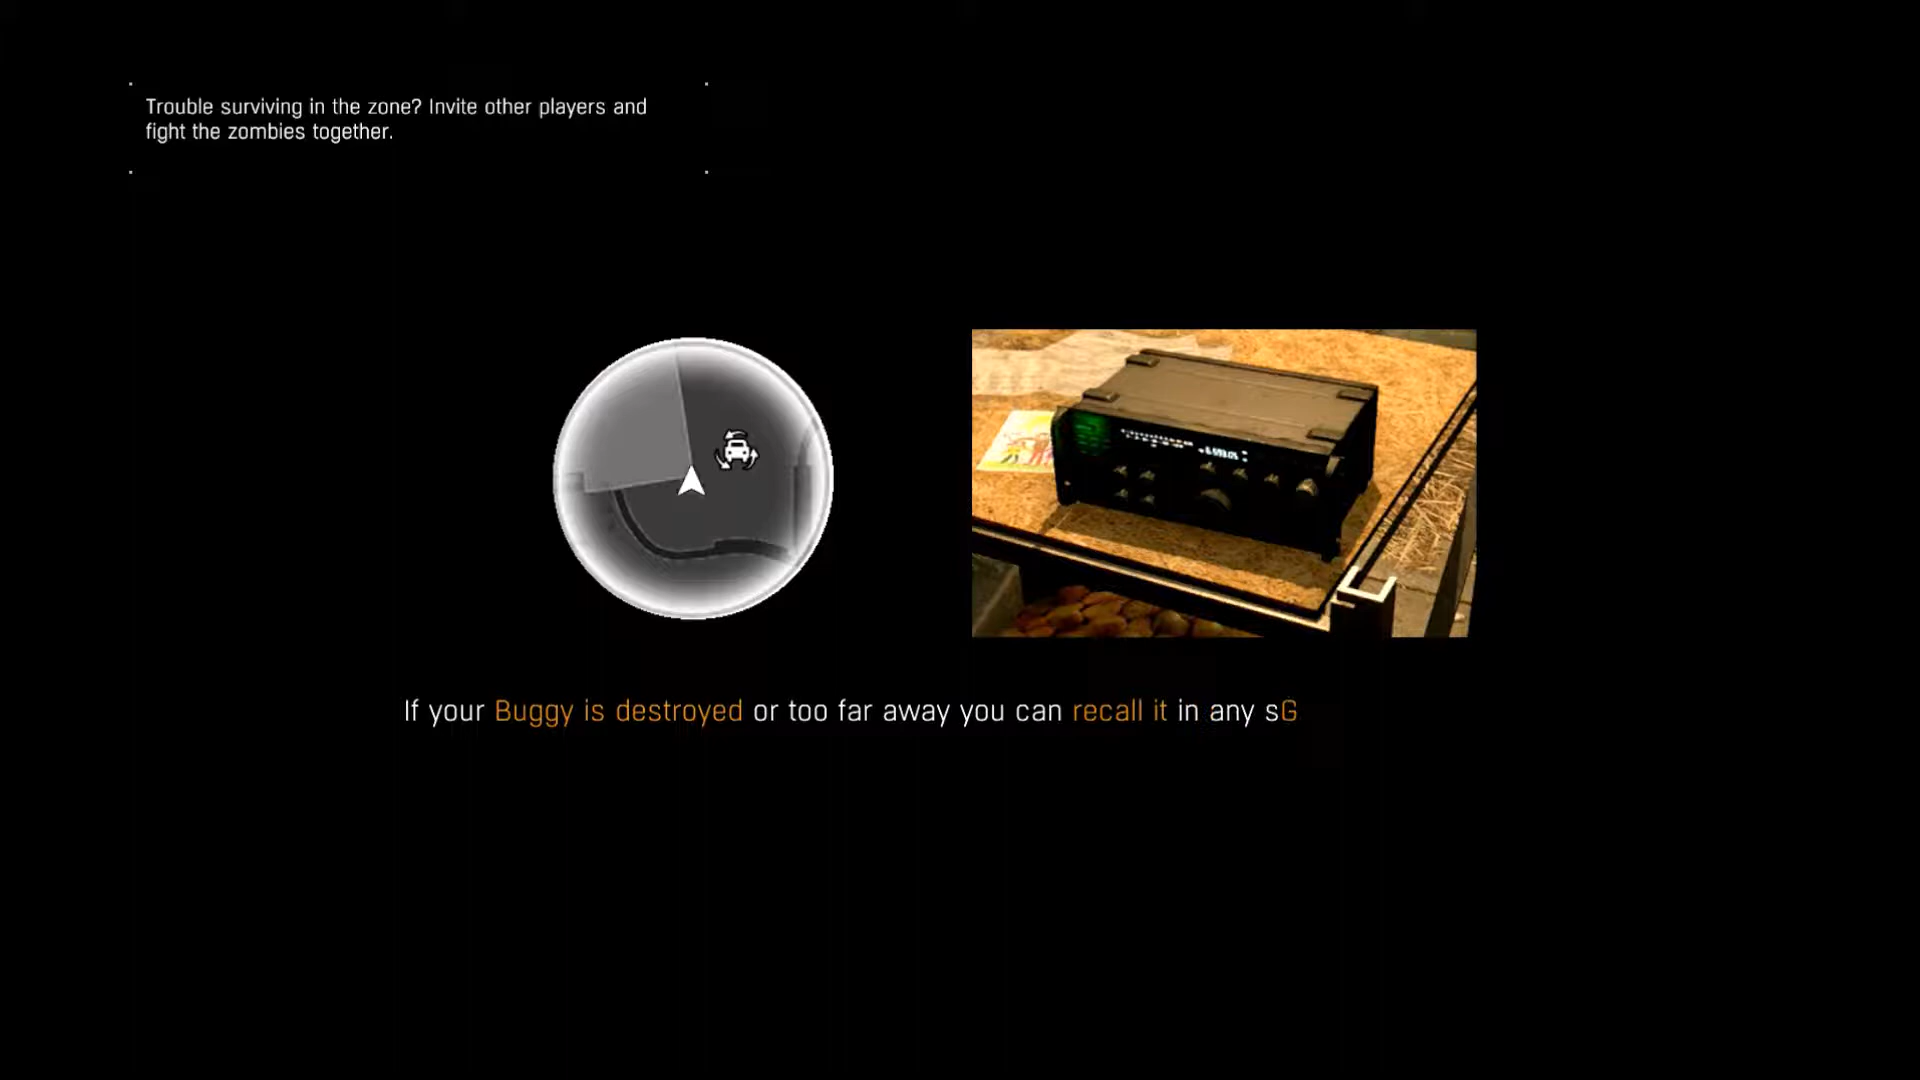 Trouble surviving in the zone? Invite other players and
fight the zombies together.
If your Buggy is destroyed or too far away you can recall it in any sG